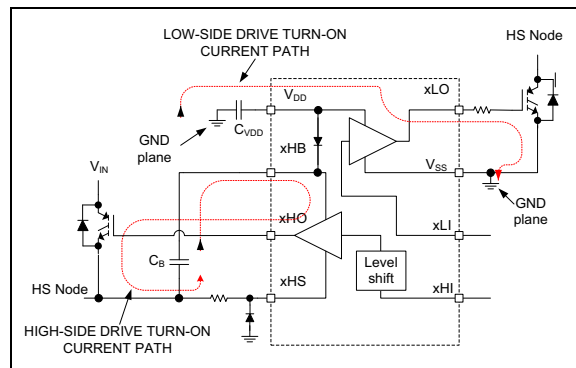 LOW-SIDE DRIVE TURN-ON
CURRENT PATH
HS Node
VDD
xLO
CVDD
GND
plane
xHB
VSS
GND
plane
VIN
xHO
xLI
CB
Level
shift
HS Node
xHS
xHI
HIGH-SIDE DRIVE TURN-ON
CURRENT PATH